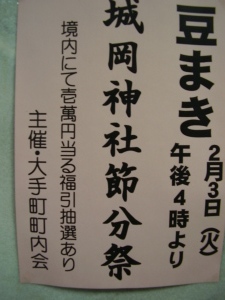 豆まき
2月3日(火)
午後4時より
城岡神社節分祭
境内にて壱萬円当る福引抽選あり
主催・大手町町内会